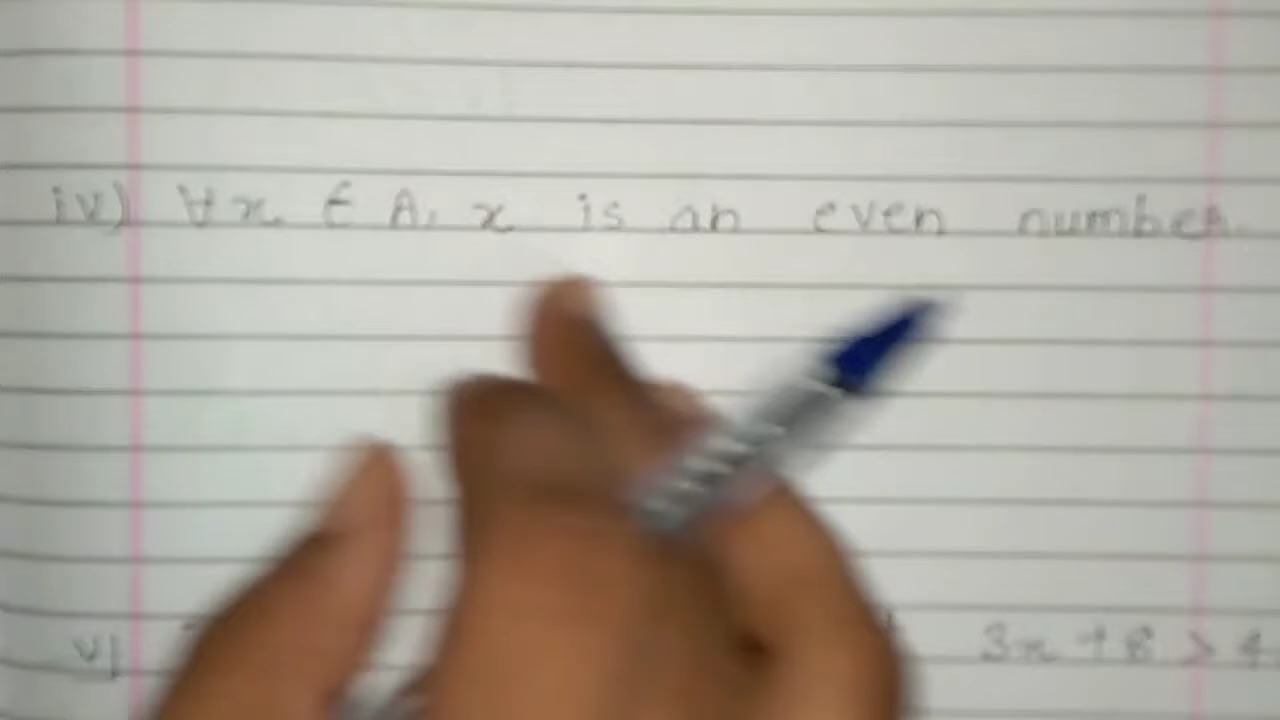 iv) ∀x ∈ A, x is an even number.
v) 3x + 8 > 4